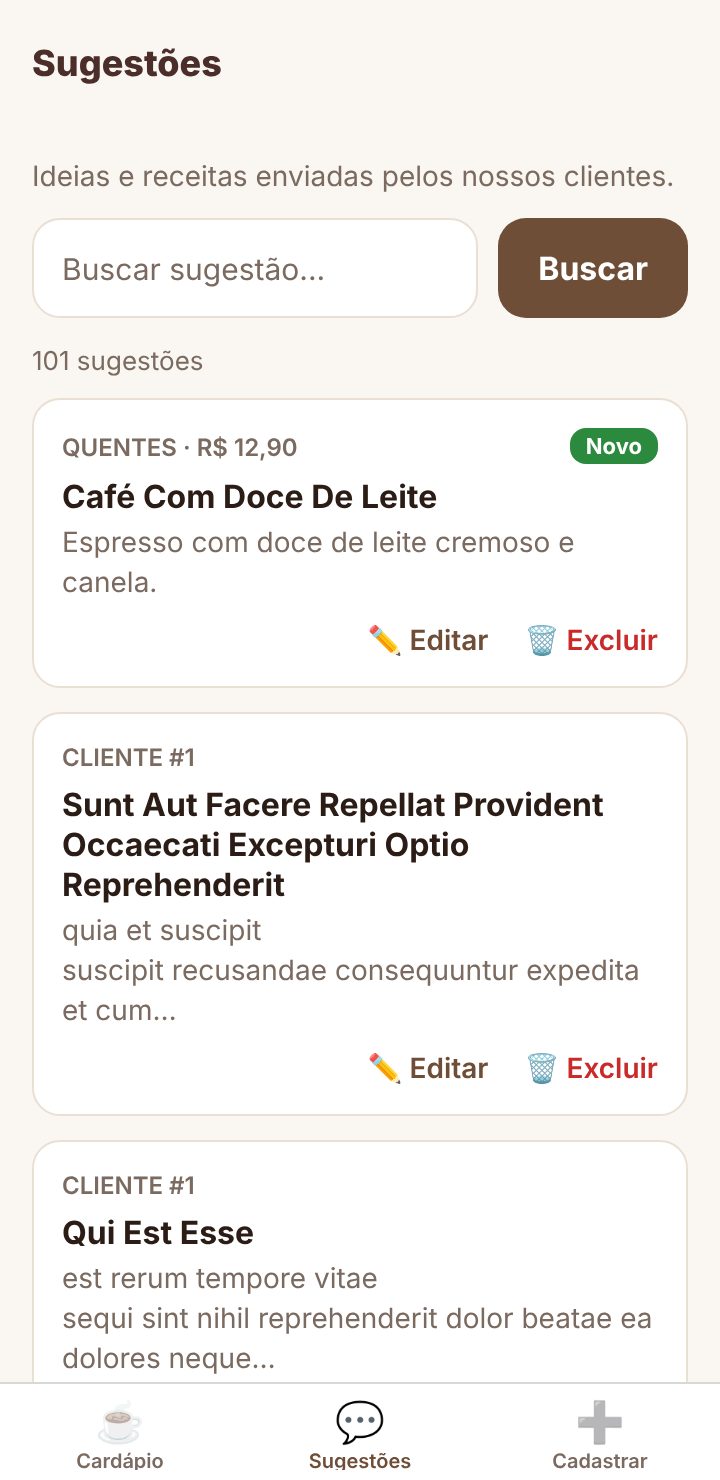 Sugestões
Ideias e receitas enviadas pelos nossos clientes.
Buscar sugestão...
Buscar
101 sugestões
QUENTES · R$ 12,90
Novo
Café Com Doce De Leite
Espresso com doce de leite cremoso e
canela.
✏️ Editar
🗑️ Excluir
CLIENTE #1
Sunt Aut Facere Repellat Provident
Occaecati Excepturi Optio
Reprehenderit
quia et suscipit
suscipit recusandae consequuntur expedita
et cum...
✏️ Editar
🗑️ Excluir
CLIENTE #1
Qui Est Esse
est rerum tempore vitae
sequi sint nihil reprehenderit dolor beatae ea
dolores neque...
Cardápio
Sugestões
Cadastrar